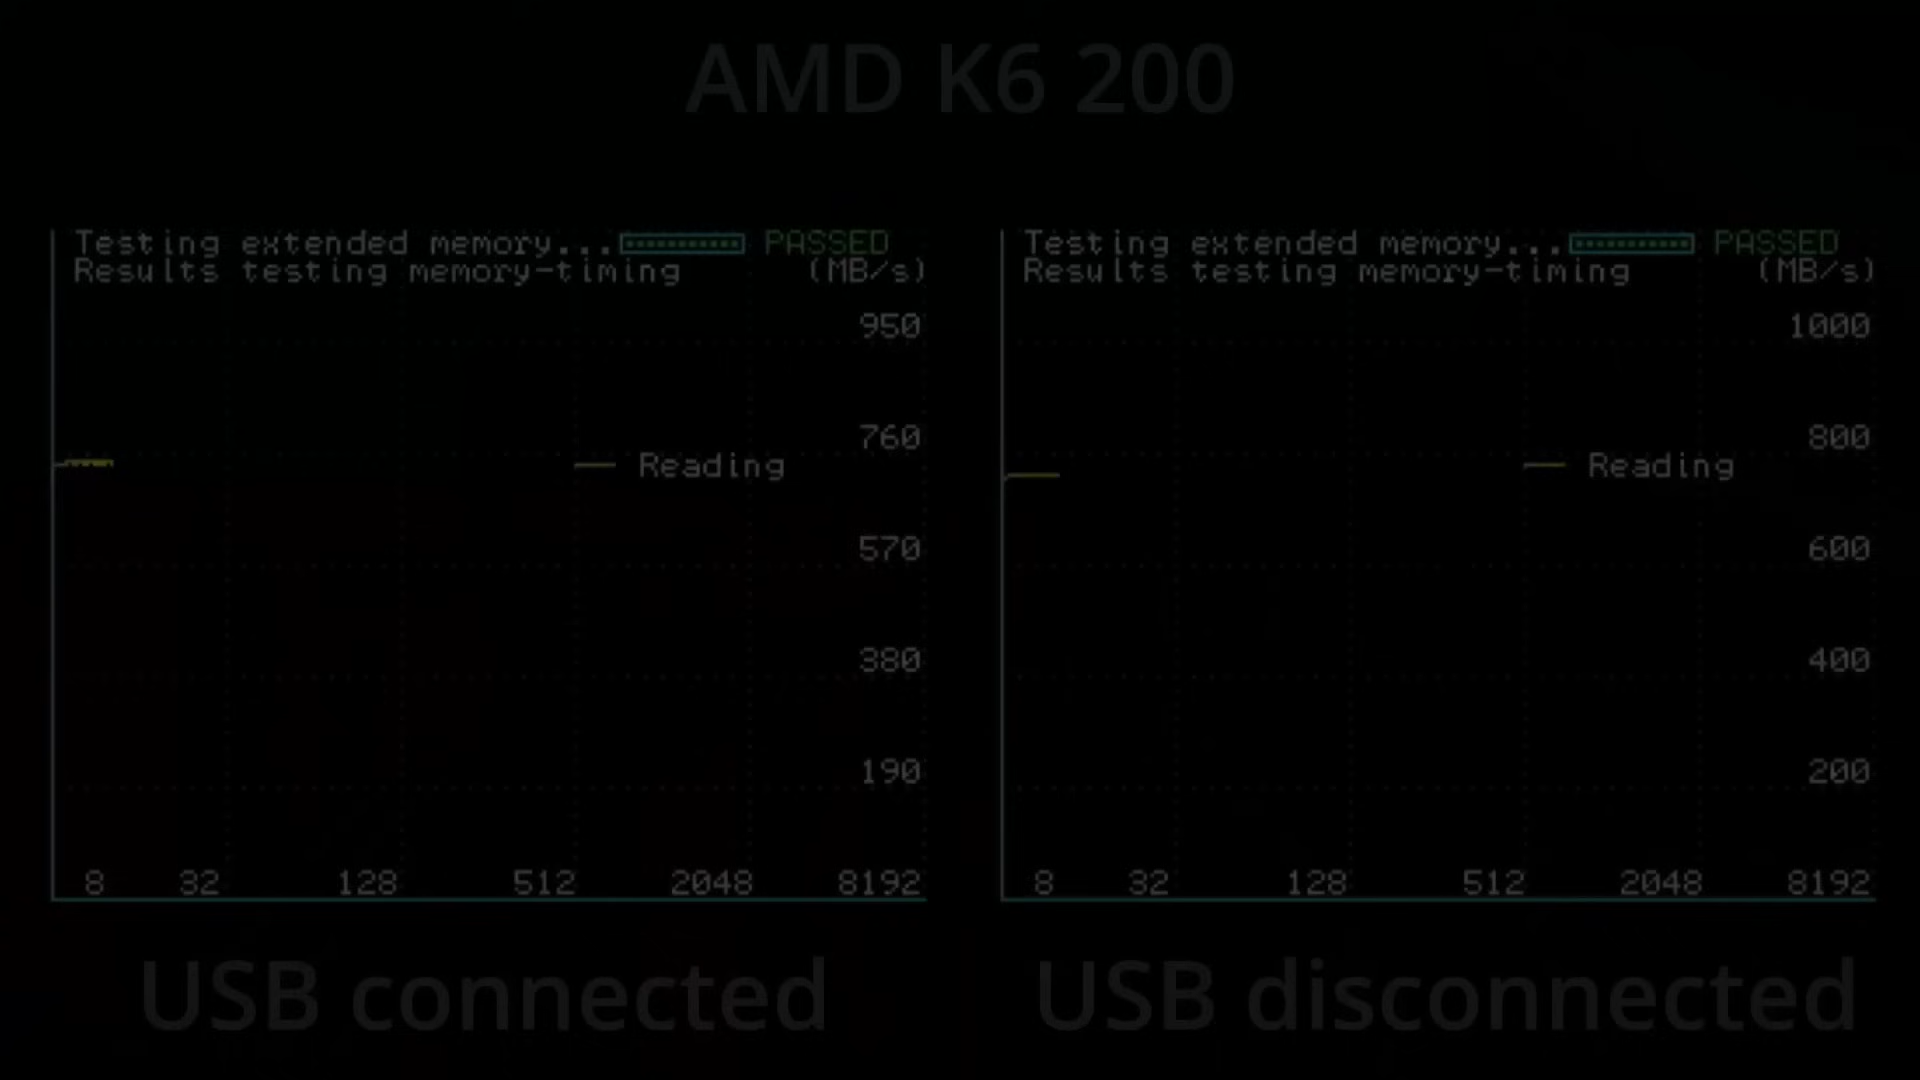 AMD K6 200
Testing extended memory... PASSED
Results testing memory-timing (MB/s)
950
760
Reading
570
380
190
8 32 128 512 2048 8192
USB connected
Testing extended memory... PASSED
Results testing memory-timing (MB/s)
1000
800
Reading
600
400
200
8 32 128 512 2048 8192
USB disconnected